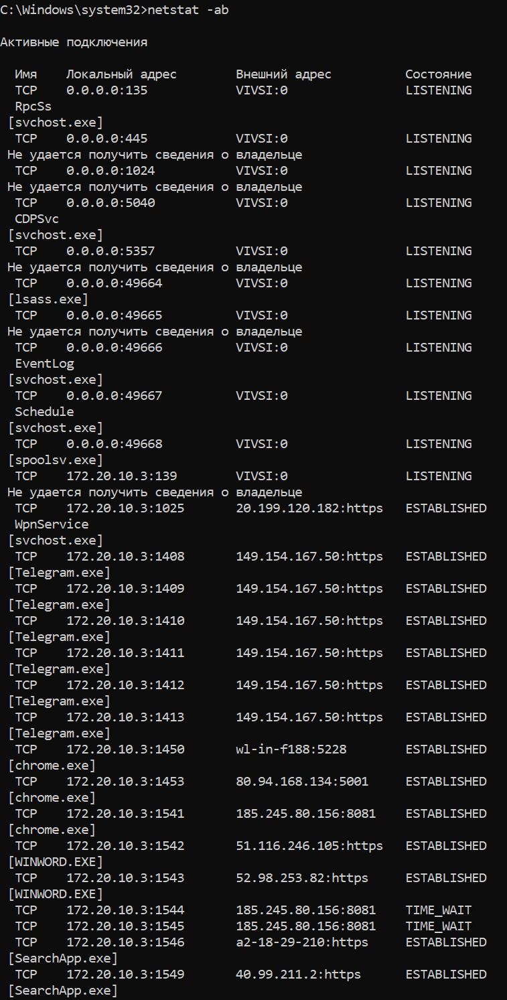 C:\Windows\system32>netstat -ab
Активные подключения
Имя Локальный адрес Внешний адрес Состояние
TCP 0.0.0.0:135 VIVSI:0 LISTENING
RpcSs
[svchost.exe]
TCP 0.0.0.0:445 VIVSI:0 LISTENING
Не удается получить сведения о владельце
TCP 0.0.0.0:1024 VIVSI:0 LISTENING
Не удается получить сведения о владельце
TCP 0.0.0.0:5040 VIVSI:0 LISTENING
CDPSvc
[svchost.exe]
TCP 0.0.0.0:5357 VIVSI:0 LISTENING
Не удается получить сведения о владельце
TCP 0.0.0.0:49664 VIVSI:0 LISTENING
[lsass.exe]
TCP 0.0.0.0:49665 VIVSI:0 LISTENING
Не удается получить сведения о владельце
TCP 0.0.0.0:49666 VIVSI:0 LISTENING
EventLog
[svchost.exe]
TCP 0.0.0.0:49667 VIVSI:0 LISTENING
Schedule
[svchost.exe]
TCP 0.0.0.0:49668 VIVSI:0 LISTENING
[spoolsv.exe]
TCP 172.20.10.3:139 VIVSI:0 LISTENING
Не удается получить сведения о владельце
TCP 172.20.10.3:1025 20.199.120.182:https ESTABLISHED
WpnService
[svchost.exe]
TCP 172.20.10.3:1408 149.154.167.50:https ESTABLISHED
[Telegram.exe]
TCP 172.20.10.3:1409 149.154.167.50:https ESTABLISHED
[Telegram.exe]
TCP 172.20.10.3:1410 149.154.167.50:https ESTABLISHED
[Telegram.exe]
TCP 172.20.10.3:1411 149.154.167.50:https ESTABLISHED
[Telegram.exe]
TCP 172.20.10.3:1412 149.154.167.50:https ESTABLISHED
[Telegram.exe]
TCP 172.20.10.3:1413 149.154.167.50:https ESTABLISHED
[Telegram.exe]
TCP 172.20.10.3:1450 wl-in-f188:5228 ESTABLISHED
[chrome.exe]
TCP 172.20.10.3:1453 80.94.168.134:5001 ESTABLISHED
[chrome.exe]
TCP 172.20.10.3:1541 185.245.80.156:8081 ESTABLISHED
[chrome.exe]
TCP 172.20.10.3:1542 51.116.246.105:https ESTABLISHED
[WINWORD.EXE]
TCP 172.20.10.3:1543 52.98.253.82:https ESTABLISHED
[WINWORD.EXE]
TCP 172.20.10.3:1544 185.245.80.156:8081 TIME_WAIT
TCP 172.20.10.3:1545 185.245.80.156:8081 TIME_WAIT
TCP 172.20.10.3:1546 a2-18-29-210:https ESTABLISHED
[SearchApp.exe]
TCP 172.20.10.3:1549 40.99.211.2:https ESTABLISHED
[SearchApp.exe]